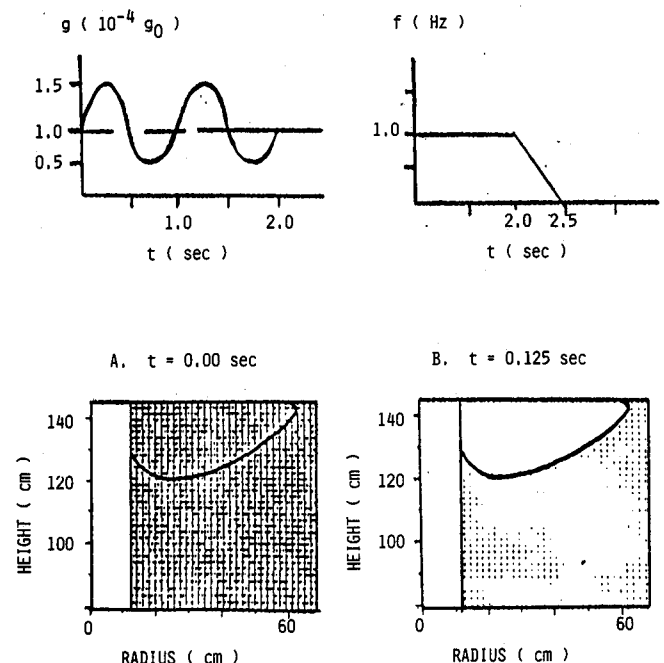 g ( 10⁻⁴ g₀ )
f ( Hz )
1.5
1.0
0.5
1.0
1.0
2.0
2.0
2.5
t ( sec )
t ( sec )
A. t = 0.00 sec
B. t = 0.125 sec
HEIGHT ( cm )
140
120
100
0
60
RADIUS ( cm )
HEIGHT ( cm )
140
120
100
0
60
RADIUS ( cm )